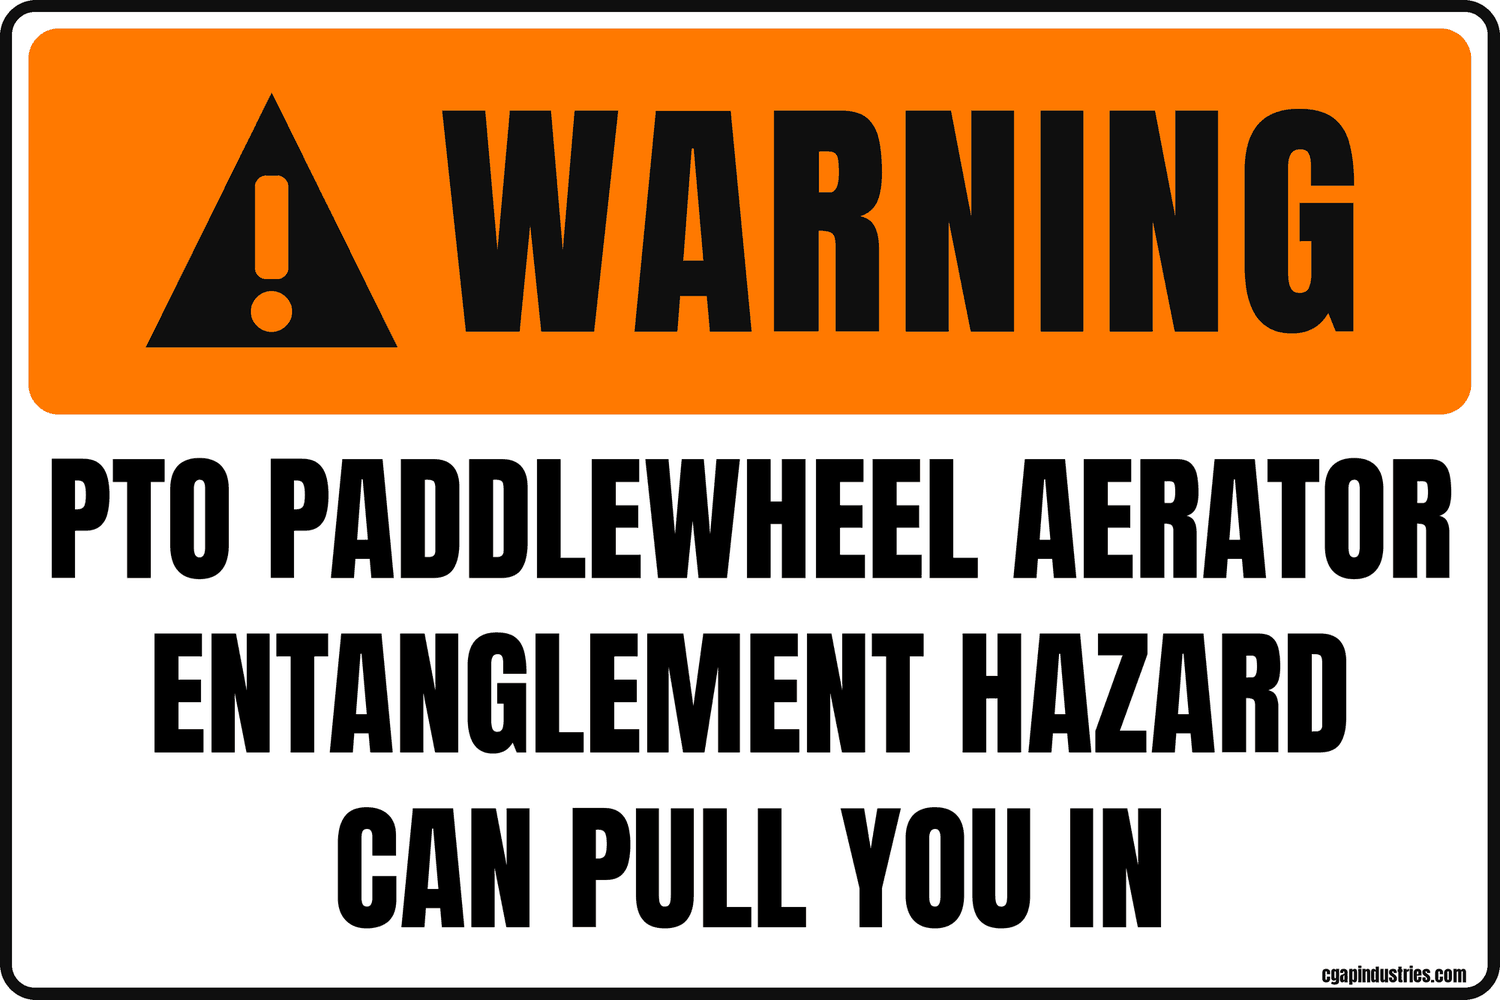 WARNING
PTO PADDLEWHEEL AERATOR
ENTANGLEMENT HAZARD
CAN PULL YOU IN
cgapindustries.com